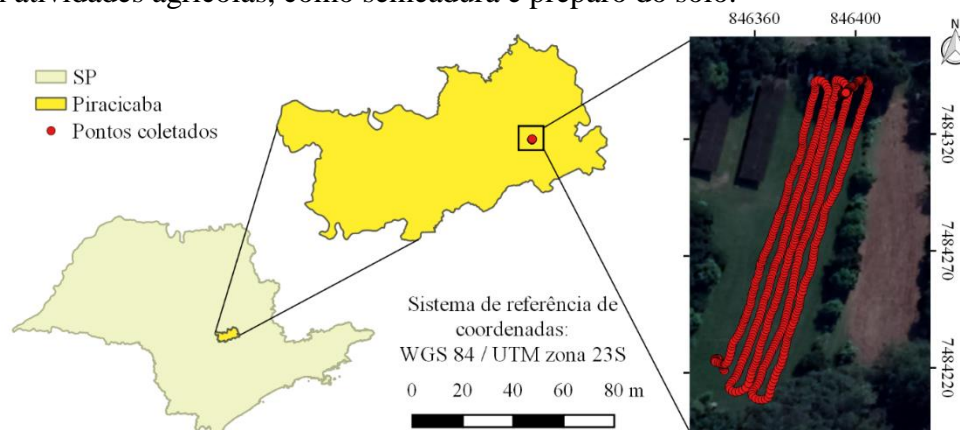 atividades agrícolas, como semeadura e preparo do solo.
846360 846400
N
SP
Piracicaba
Pontos coletados
7484320
7484270
7484220
Sistema de referência de
coordenadas:
WGS 84 / UTM zona 23S
0 20 40 60 80 m